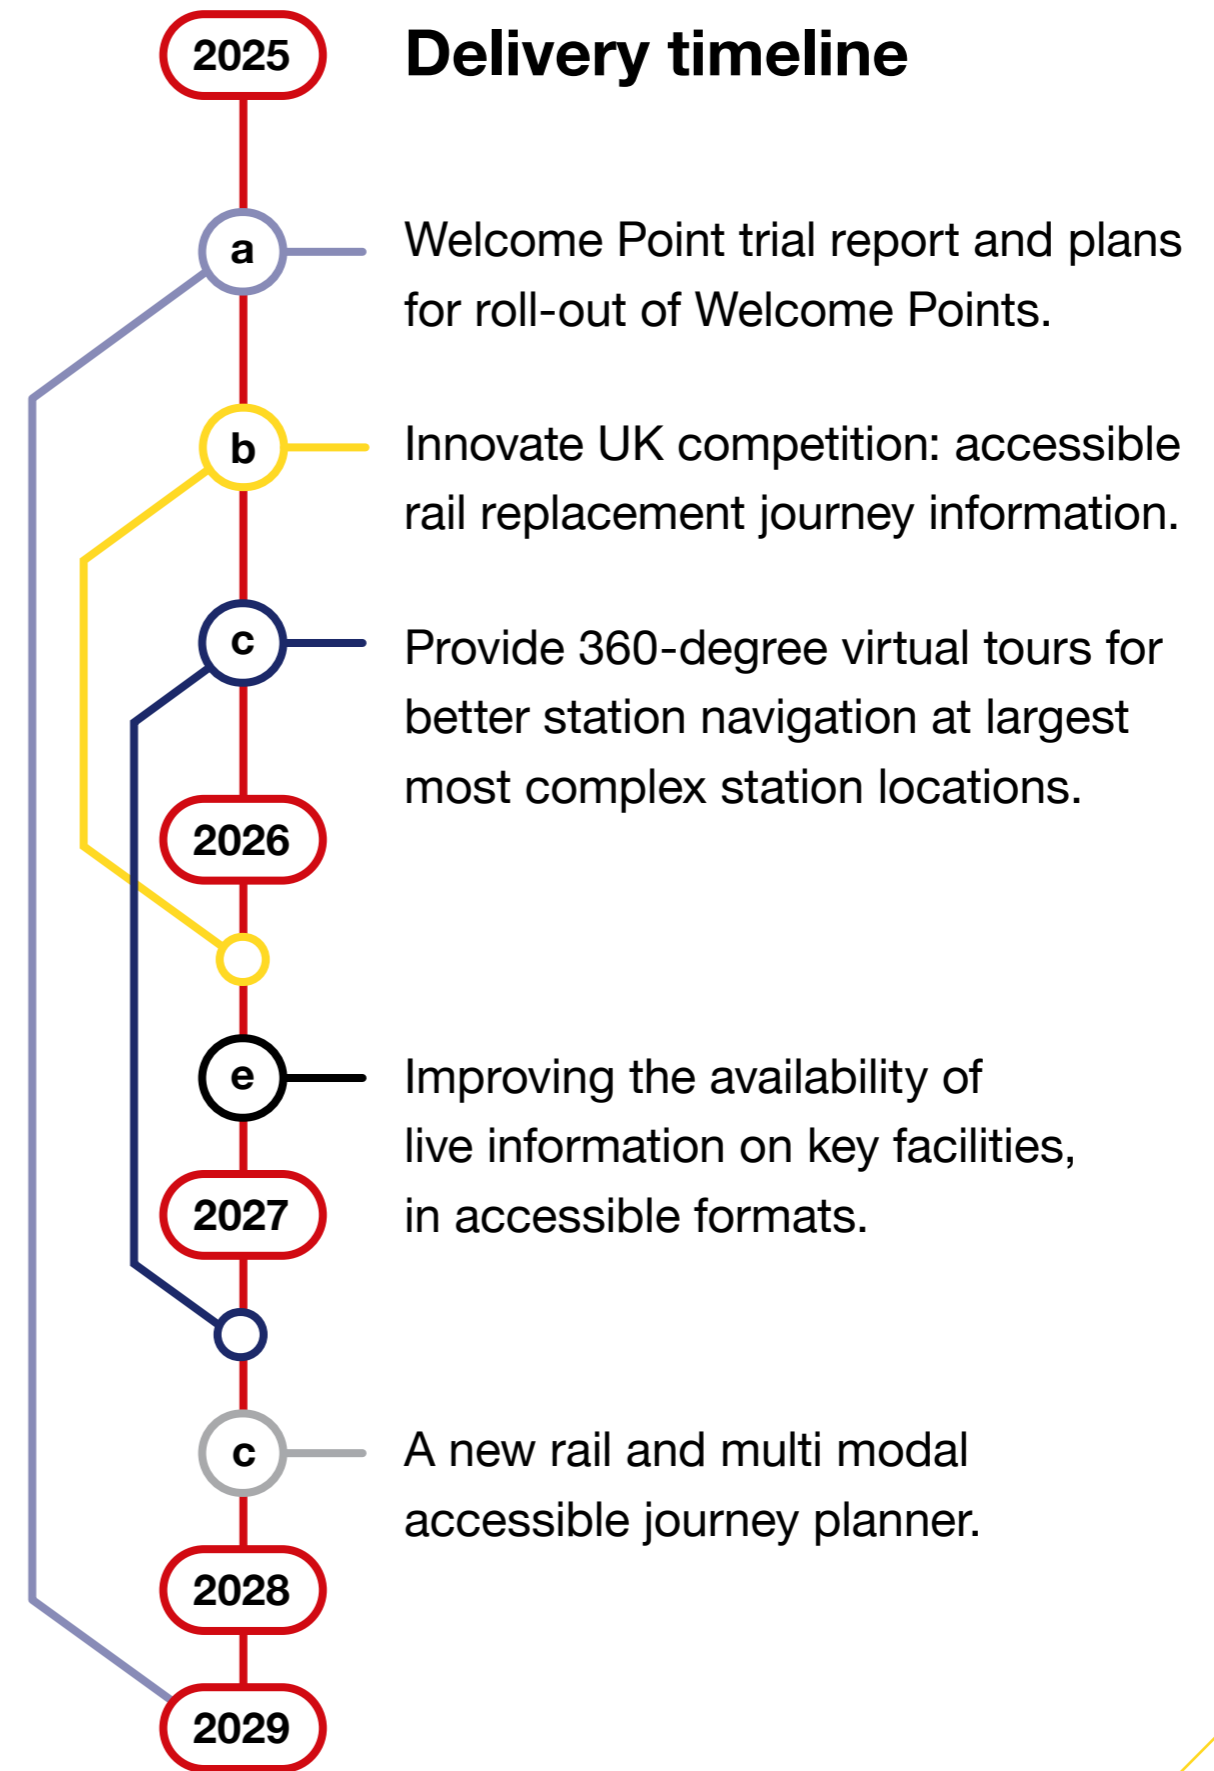 2025
Delivery timeline
a
Welcome Point trial report and plans
for roll-out of Welcome Points.
b
Innovate UK competition: accessible
rail replacement journey information.
c
Provide 360-degree virtual tours for
better station navigation at largest
most complex station locations.
2026
e
Improving the availability of
live information on key facilities,
in accessible formats.
2027
c
A new rail and multi modal
accessible journey planner.
2028
2029